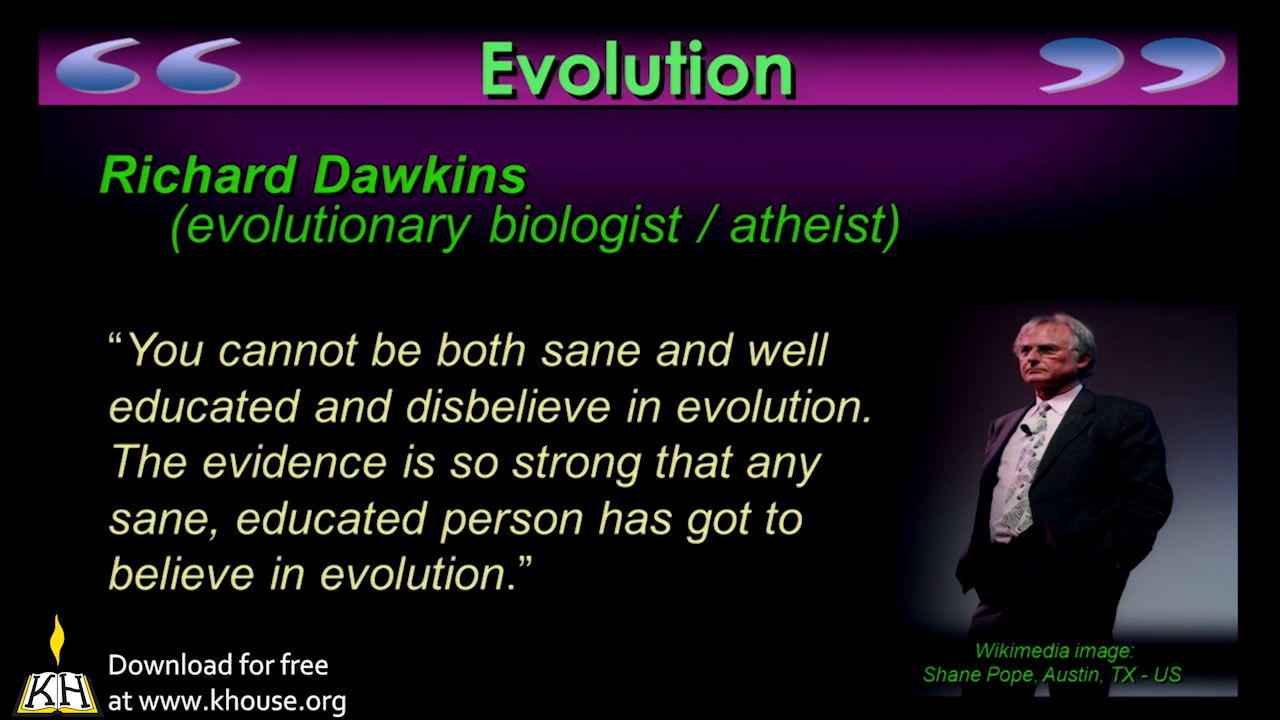 Evolution
Richard Dawkins
(evolutionary biologist / atheist)
“You cannot be both sane and well
educated and disbelieve in evolution.
The evidence is so strong that any
sane, educated person has got to
believe in evolution.”
Wikimedia image:
Shane Pope, Austin, TX - US
KH
Download for free
at www.khouse.org